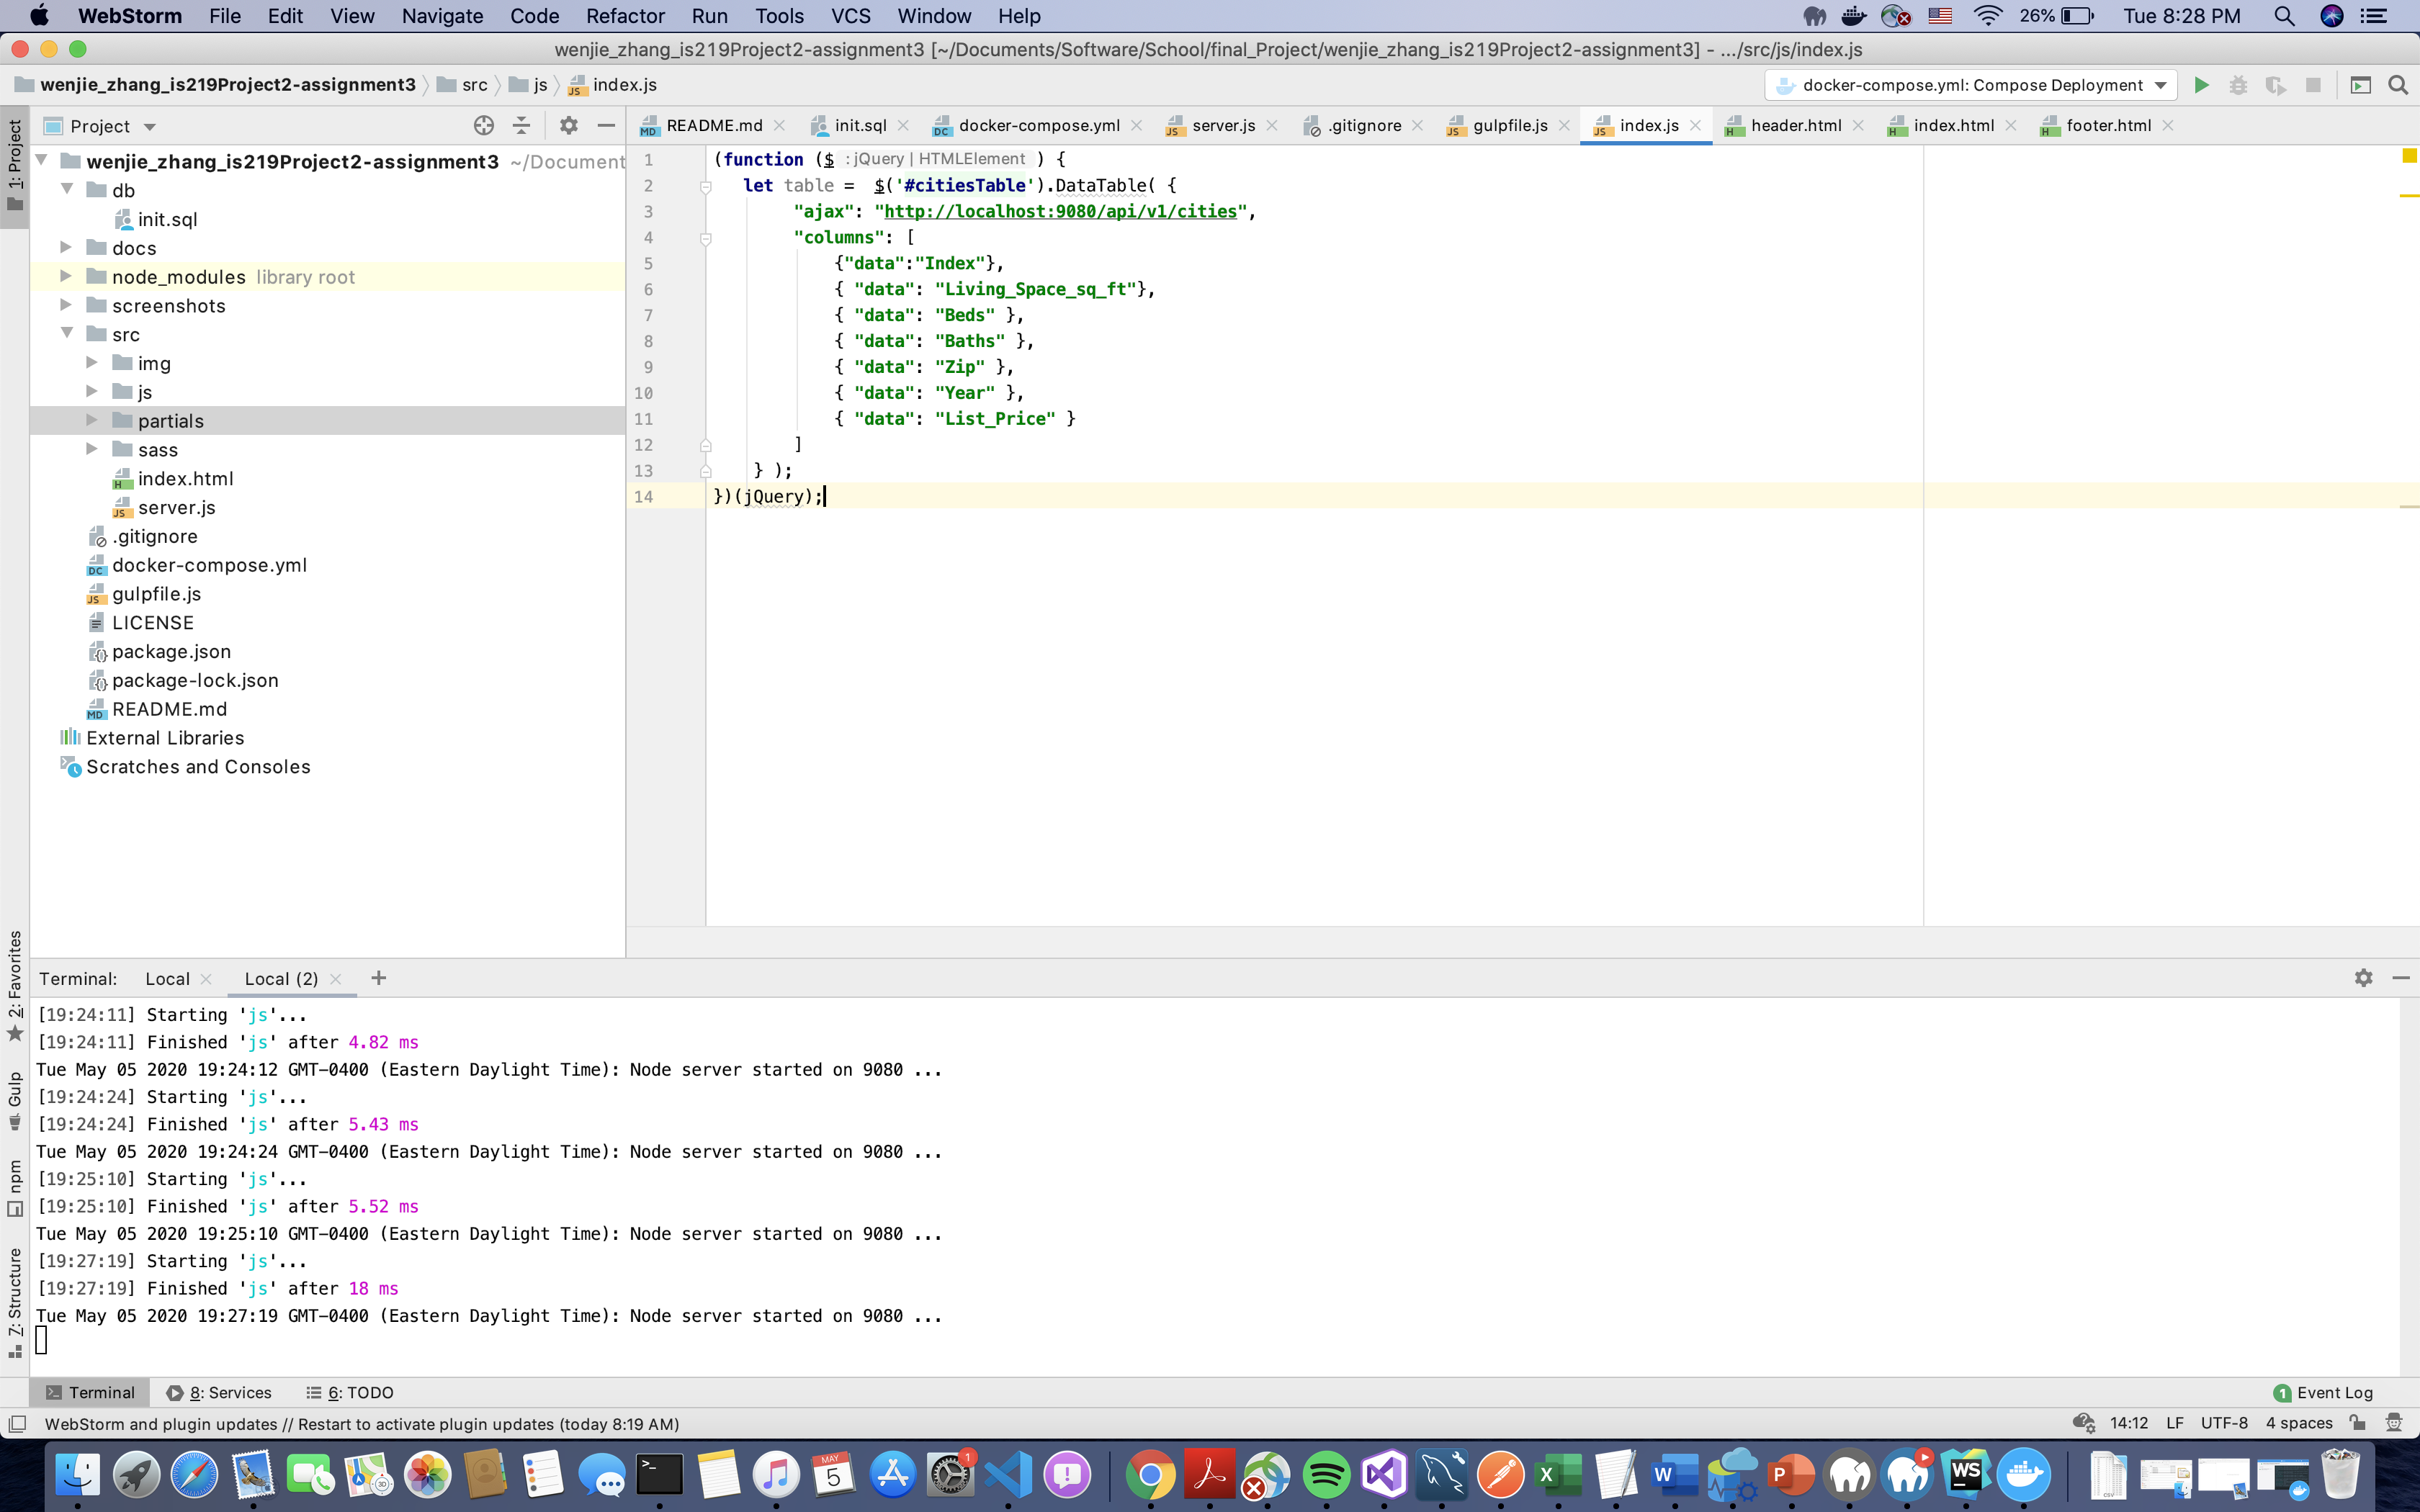 WebStorm File Edit View Navigate Code Refactor Run Tools VCS Window Help 26% Tue 8:28 PM
wenjie_zhang_is219Project2-assignment3 [~/Documents/Software/School/final_Project/wenjie_zhang_is219Project2-assignment3] - .../src/js/index.js
wenjie_zhang_is219Project2-assignment3 src js index.js docker-compose.yml: Compose Deployment
1: Project
Project
README.md init.sql docker-compose.yml server.js .gitignore gulpfile.js index.js header.html index.html footer.html
wenjie_zhang_is219Project2-assignment3 ~/Document
db
init.sql
docs
node_modules library root
screenshots
src
img
js
partials
sass
index.html
server.js
.gitignore
docker-compose.yml
gulpfile.js
LICENSE
package.json
package-lock.json
README.md
External Libraries
Scratches and Consoles
1 (function ($ : jQuery | HTMLElement ) {
2 let table = $('#citiesTable').DataTable( {
3 "ajax": "http://localhost:9080/api/v1/cities",
4 "columns": [
5 {"data":"Index"},
6 { "data": "Living_Space_sq_ft"},
7 { "data": "Beds" },
8 { "data": "Baths" },
9 { "data": "Zip" },
10 { "data": "Year" },
11 { "data": "List_Price" }
12 ]
13 } );
14 })(jQuery);
2: Favorites
Gulp
npm
7: Structure
Terminal: Local Local (2) +
[19:24:11] Starting 'js'...
[19:24:11] Finished 'js' after 4.82 ms
Tue May 05 2020 19:24:12 GMT-0400 (Eastern Daylight Time): Node server started on 9080 ...
[19:24:24] Starting 'js'...
[19:24:24] Finished 'js' after 5.43 ms
Tue May 05 2020 19:24:24 GMT-0400 (Eastern Daylight Time): Node server started on 9080 ...
[19:25:10] Starting 'js'...
[19:25:10] Finished 'js' after 5.52 ms
Tue May 05 2020 19:25:10 GMT-0400 (Eastern Daylight Time): Node server started on 9080 ...
[19:27:19] Starting 'js'...
[19:27:19] Finished 'js' after 18 ms
Tue May 05 2020 19:27:19 GMT-0400 (Eastern Daylight Time): Node server started on 9080 ...
Terminal 8: Services 6: TODO 1 Event Log
WebStorm and plugin updates // Restart to activate plugin updates (today 8:19 AM) 14:12 LF UTF-8 4 spaces
MAY 5 1 X W P WS